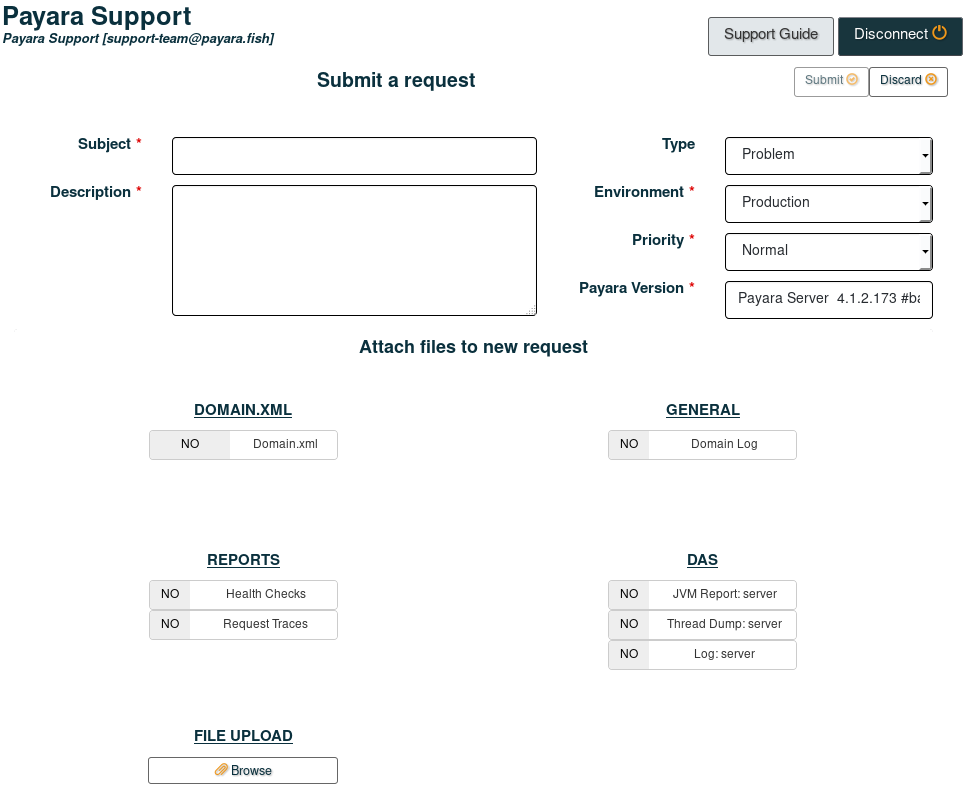 Payara Support
Payara Support [support-team@payara.fish]
Support Guide
Disconnect
Submit a request
Submit
Discard
Subject *
Type
Problem
Description *
Environment *
Production
Priority *
Normal
Payara Version *
Payara Server 4.1.2.173 #ba
Attach files to new request
DOMAIN.XML
GENERAL
NO Domain.xml
NO Domain Log
REPORTS
DAS
NO Health Checks
NO JVM Report: server
NO Request Traces
NO Thread Dump: server
NO Log: server
FILE UPLOAD
Browse